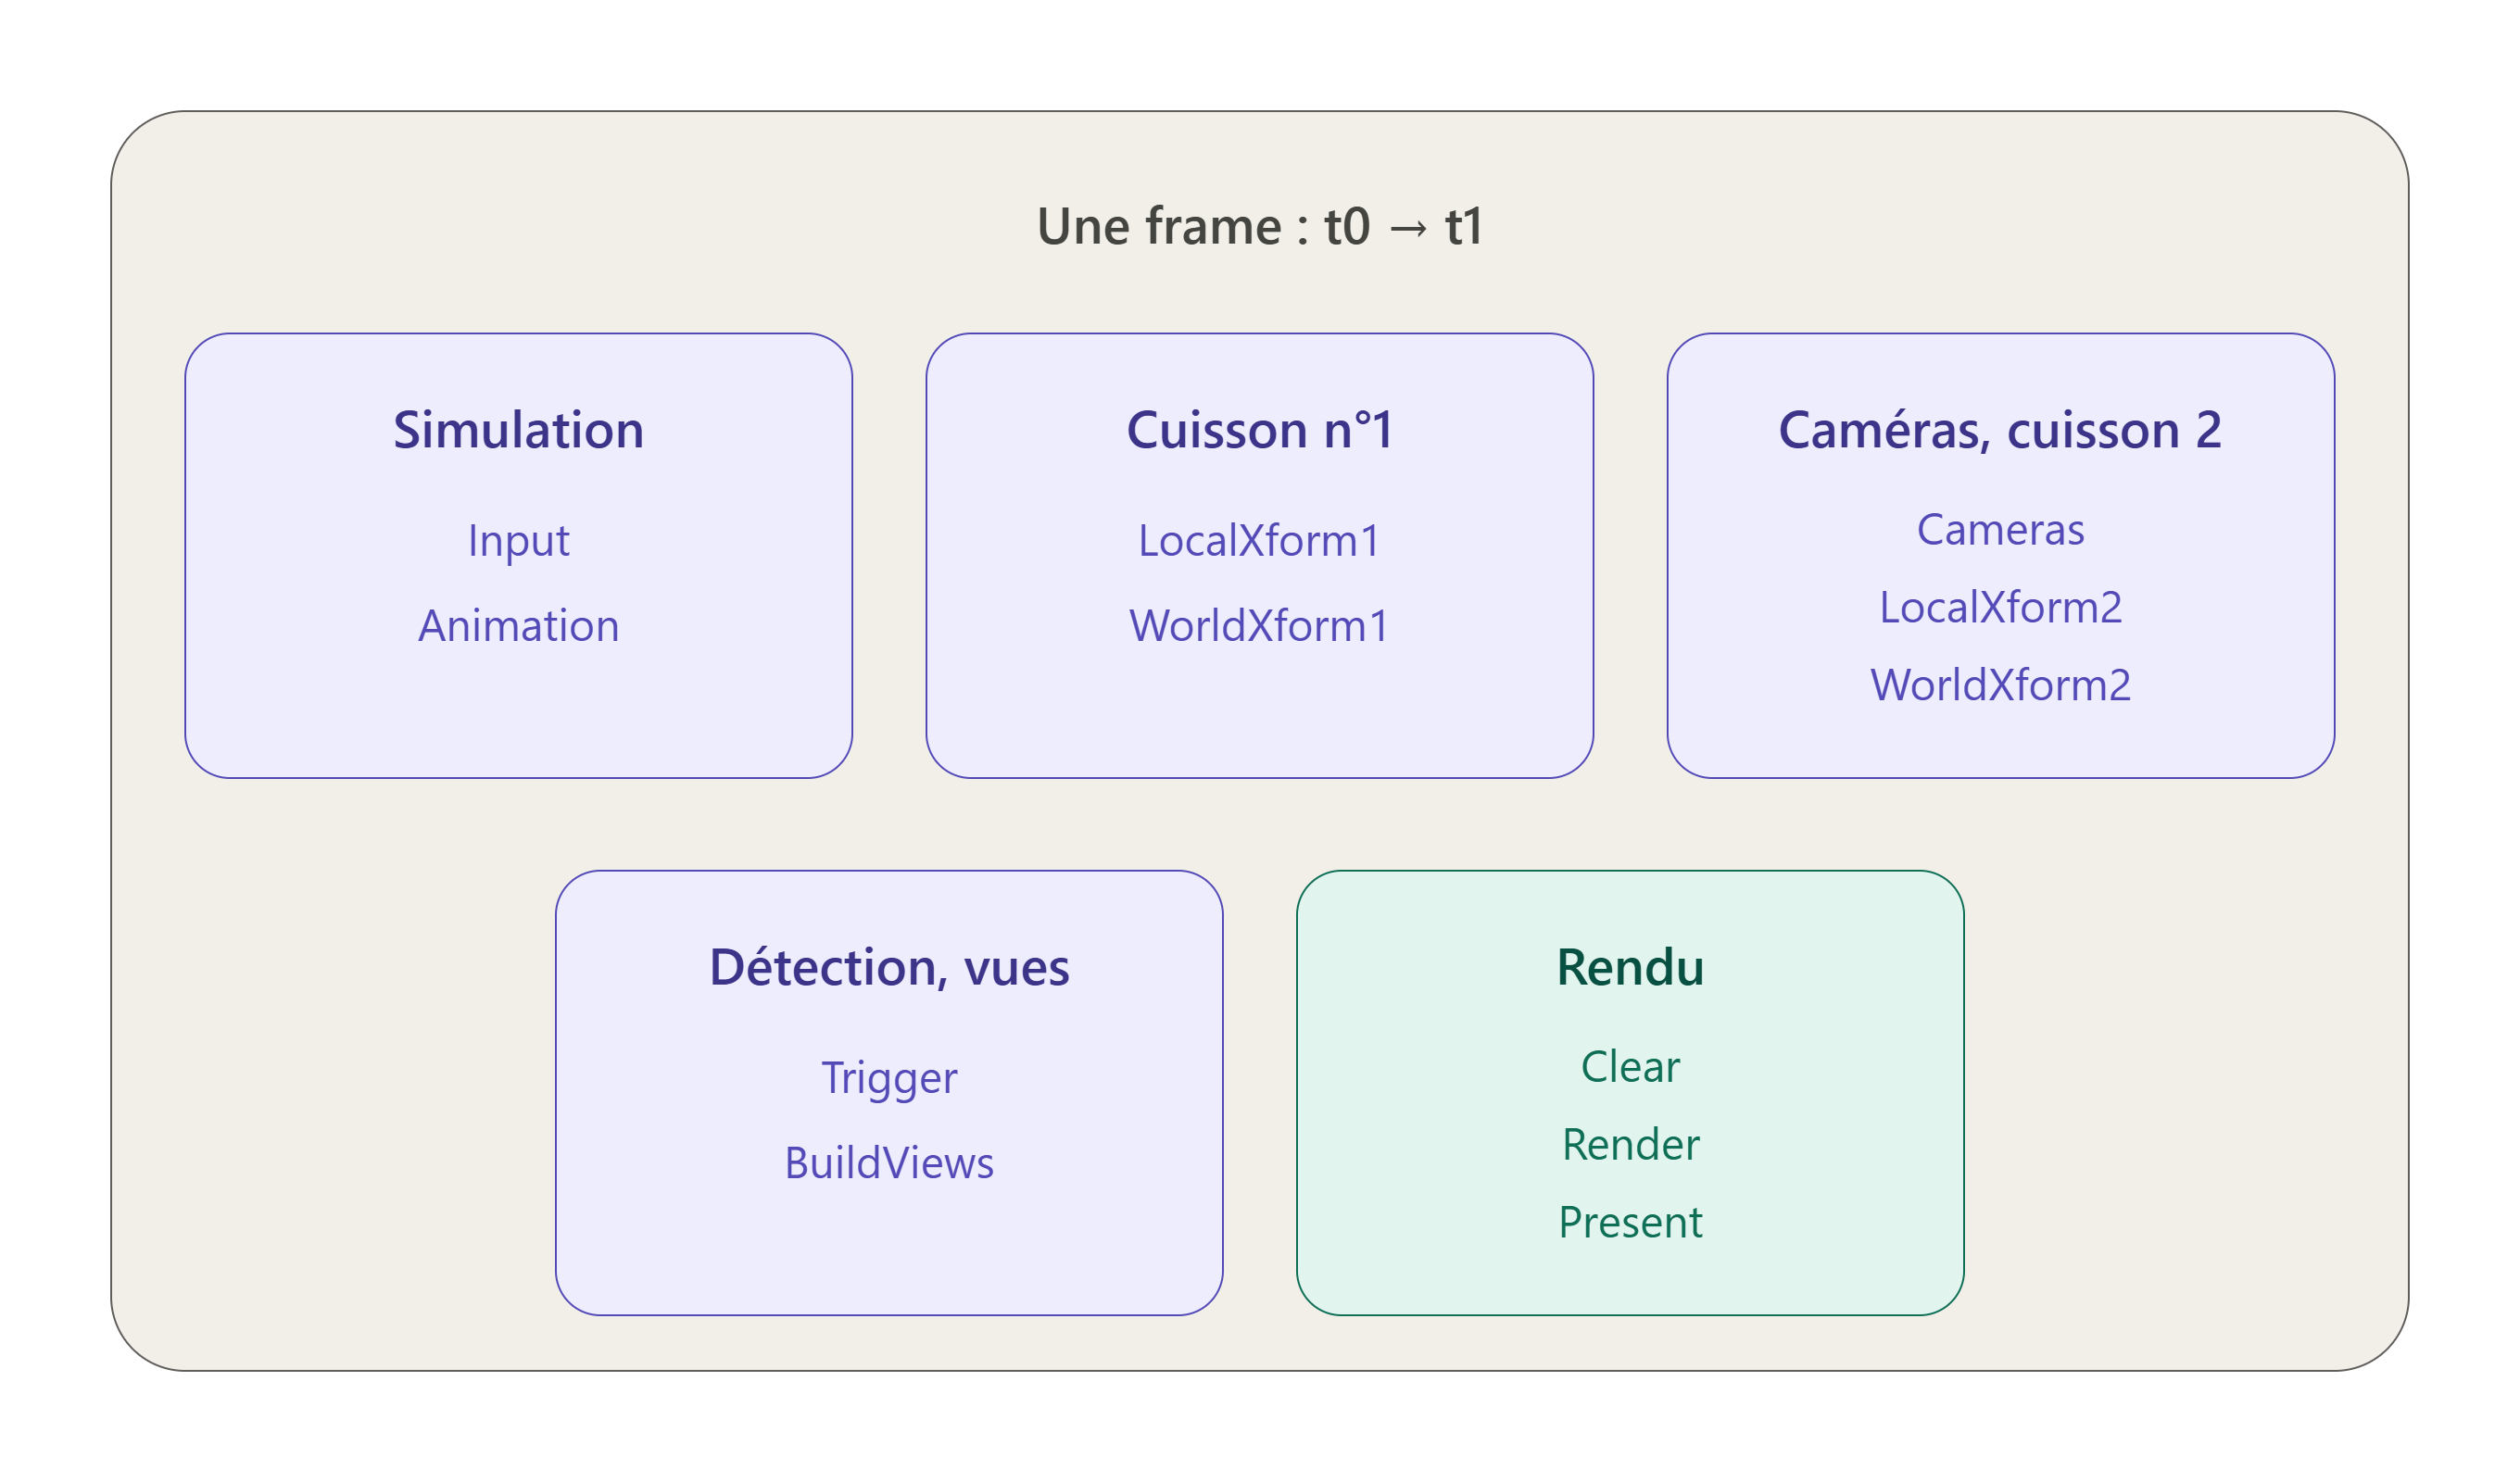 Une frame : t0 → t1
Simulation
Input
Animation
Cuisson n°1
LocalXform1
WorldXform1
Caméras, cuisson 2
Cameras
LocalXform2
WorldXform2
Détection, vues
Trigger
BuildViews
Rendu
Clear
Render
Present